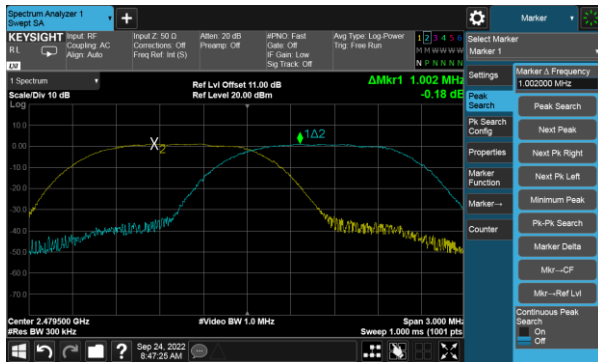 Spectrum Analyzer 1
Swept SA
Marker
KEYSIGHT
RL
Input: RF
Coupling: AC
Align: Auto
Input Z: 50 Ω
Corrections: Off
Freq Ref: Int (S)
Atten: 20 dB
Preamp: Off
#PNO: Fast
Gate: Off
IF Gain: Low
Sig Track: Off
Avg Type: Log-Power
Trig: Free Run
1 2 3 4 5 6
M M W W W W
N P N N N N
LXI
Select Marker
Marker 1
1 Spectrum
Scale/Div 10 dB
Log
Ref Lvl Offset 11.00 dB
Ref Level 20.00 dBm
ΔMkr1 1.002 MHz
-0.18 dB
10.0
0.00
-10.0
-20.0
-30.0
-40.0
-50.0
-60.0
-70.0
X2
1Δ2
Center 2.479500 GHz
#Res BW 300 kHz
#Video BW 1.0 MHz
Span 3.000 MHz
Sweep 1.000 ms (1001 pts
Settings
Peak Search
Pk Search Config
Properties
Marker Function
Marker→
Counter
Marker Δ Frequency
1.002000 MHz
Peak Search
Next Peak
Next Pk Right
Next Pk Left
Minimum Peak
Pk-Pk Search
Marker Delta
Mkr→CF
Mkr→Ref Lvl
Continuous Peak Search
On
Off
Sep 24, 2022
8:47:25 AM